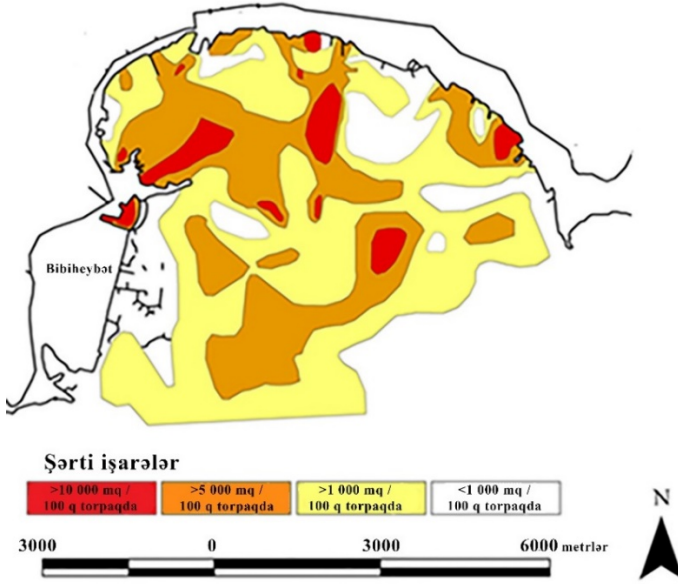 Bibiheybət
Şərti işarələr
>10 000 mq /
100 q torpaqda
>5 000 mq /
100 q torpaqda
>1 000 mq /
100 q torpaqda
<1 000 mq /
100 q torpaqda
3000 0 3000 6000 metrlər
N